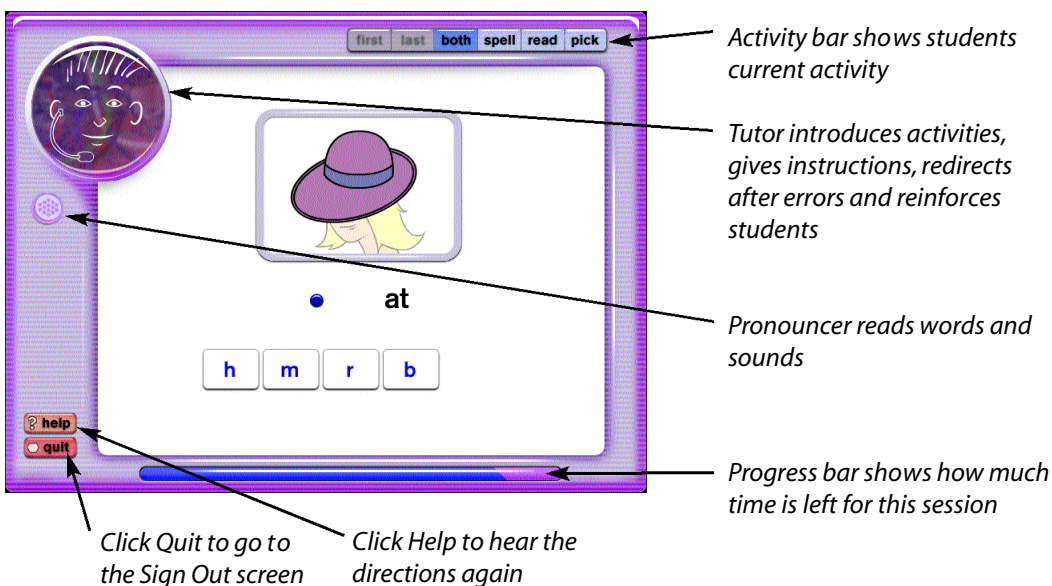 first last both spell read pick
Activity bar shows students
current activity
Tutor introduces activities,
gives instructions, redirects
after errors and reinforces
students
at
Pronouncer reads words and
sounds
h m r b
? help
quit
Progress bar shows how much
time is left for this session
Click Quit to go to
the Sign Out screen
Click Help to hear the
directions again